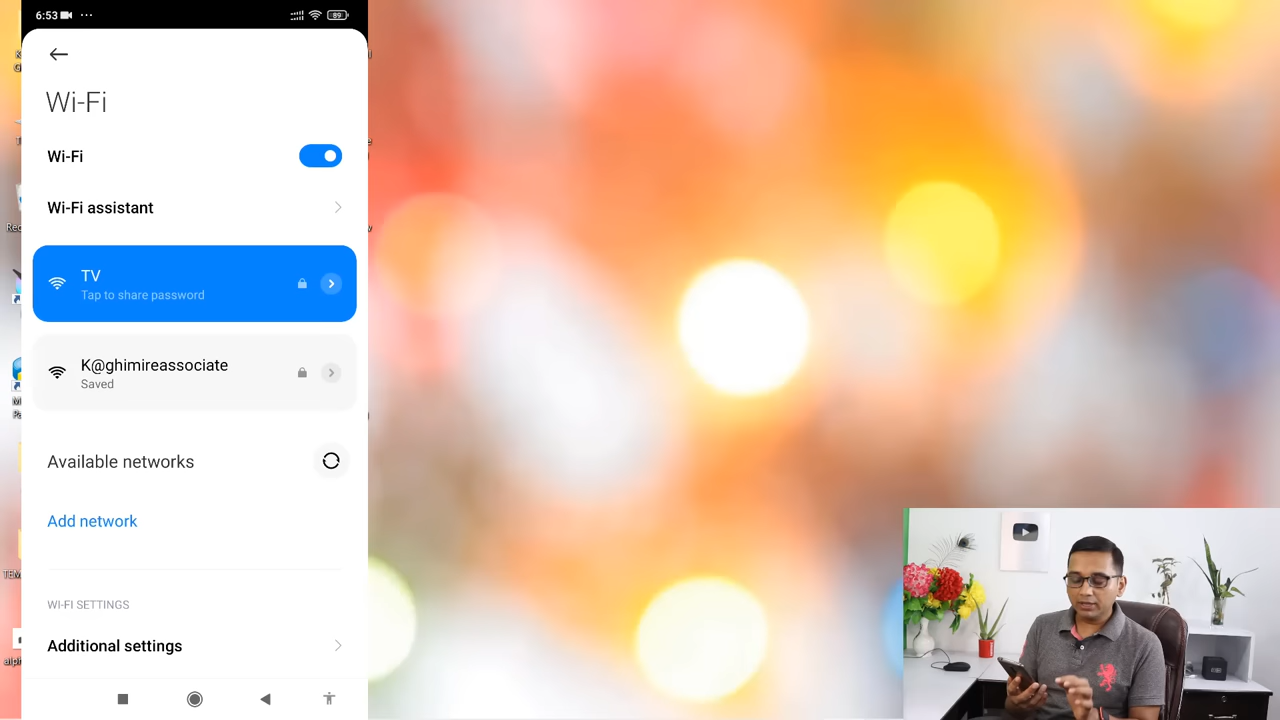 6:53
89
Wi-Fi
Wi-Fi
Wi-Fi assistant
TV
Tap to share password
K@ghimireassociate
Saved
Available networks
Add network
WI-FI SETTINGS
Additional settings